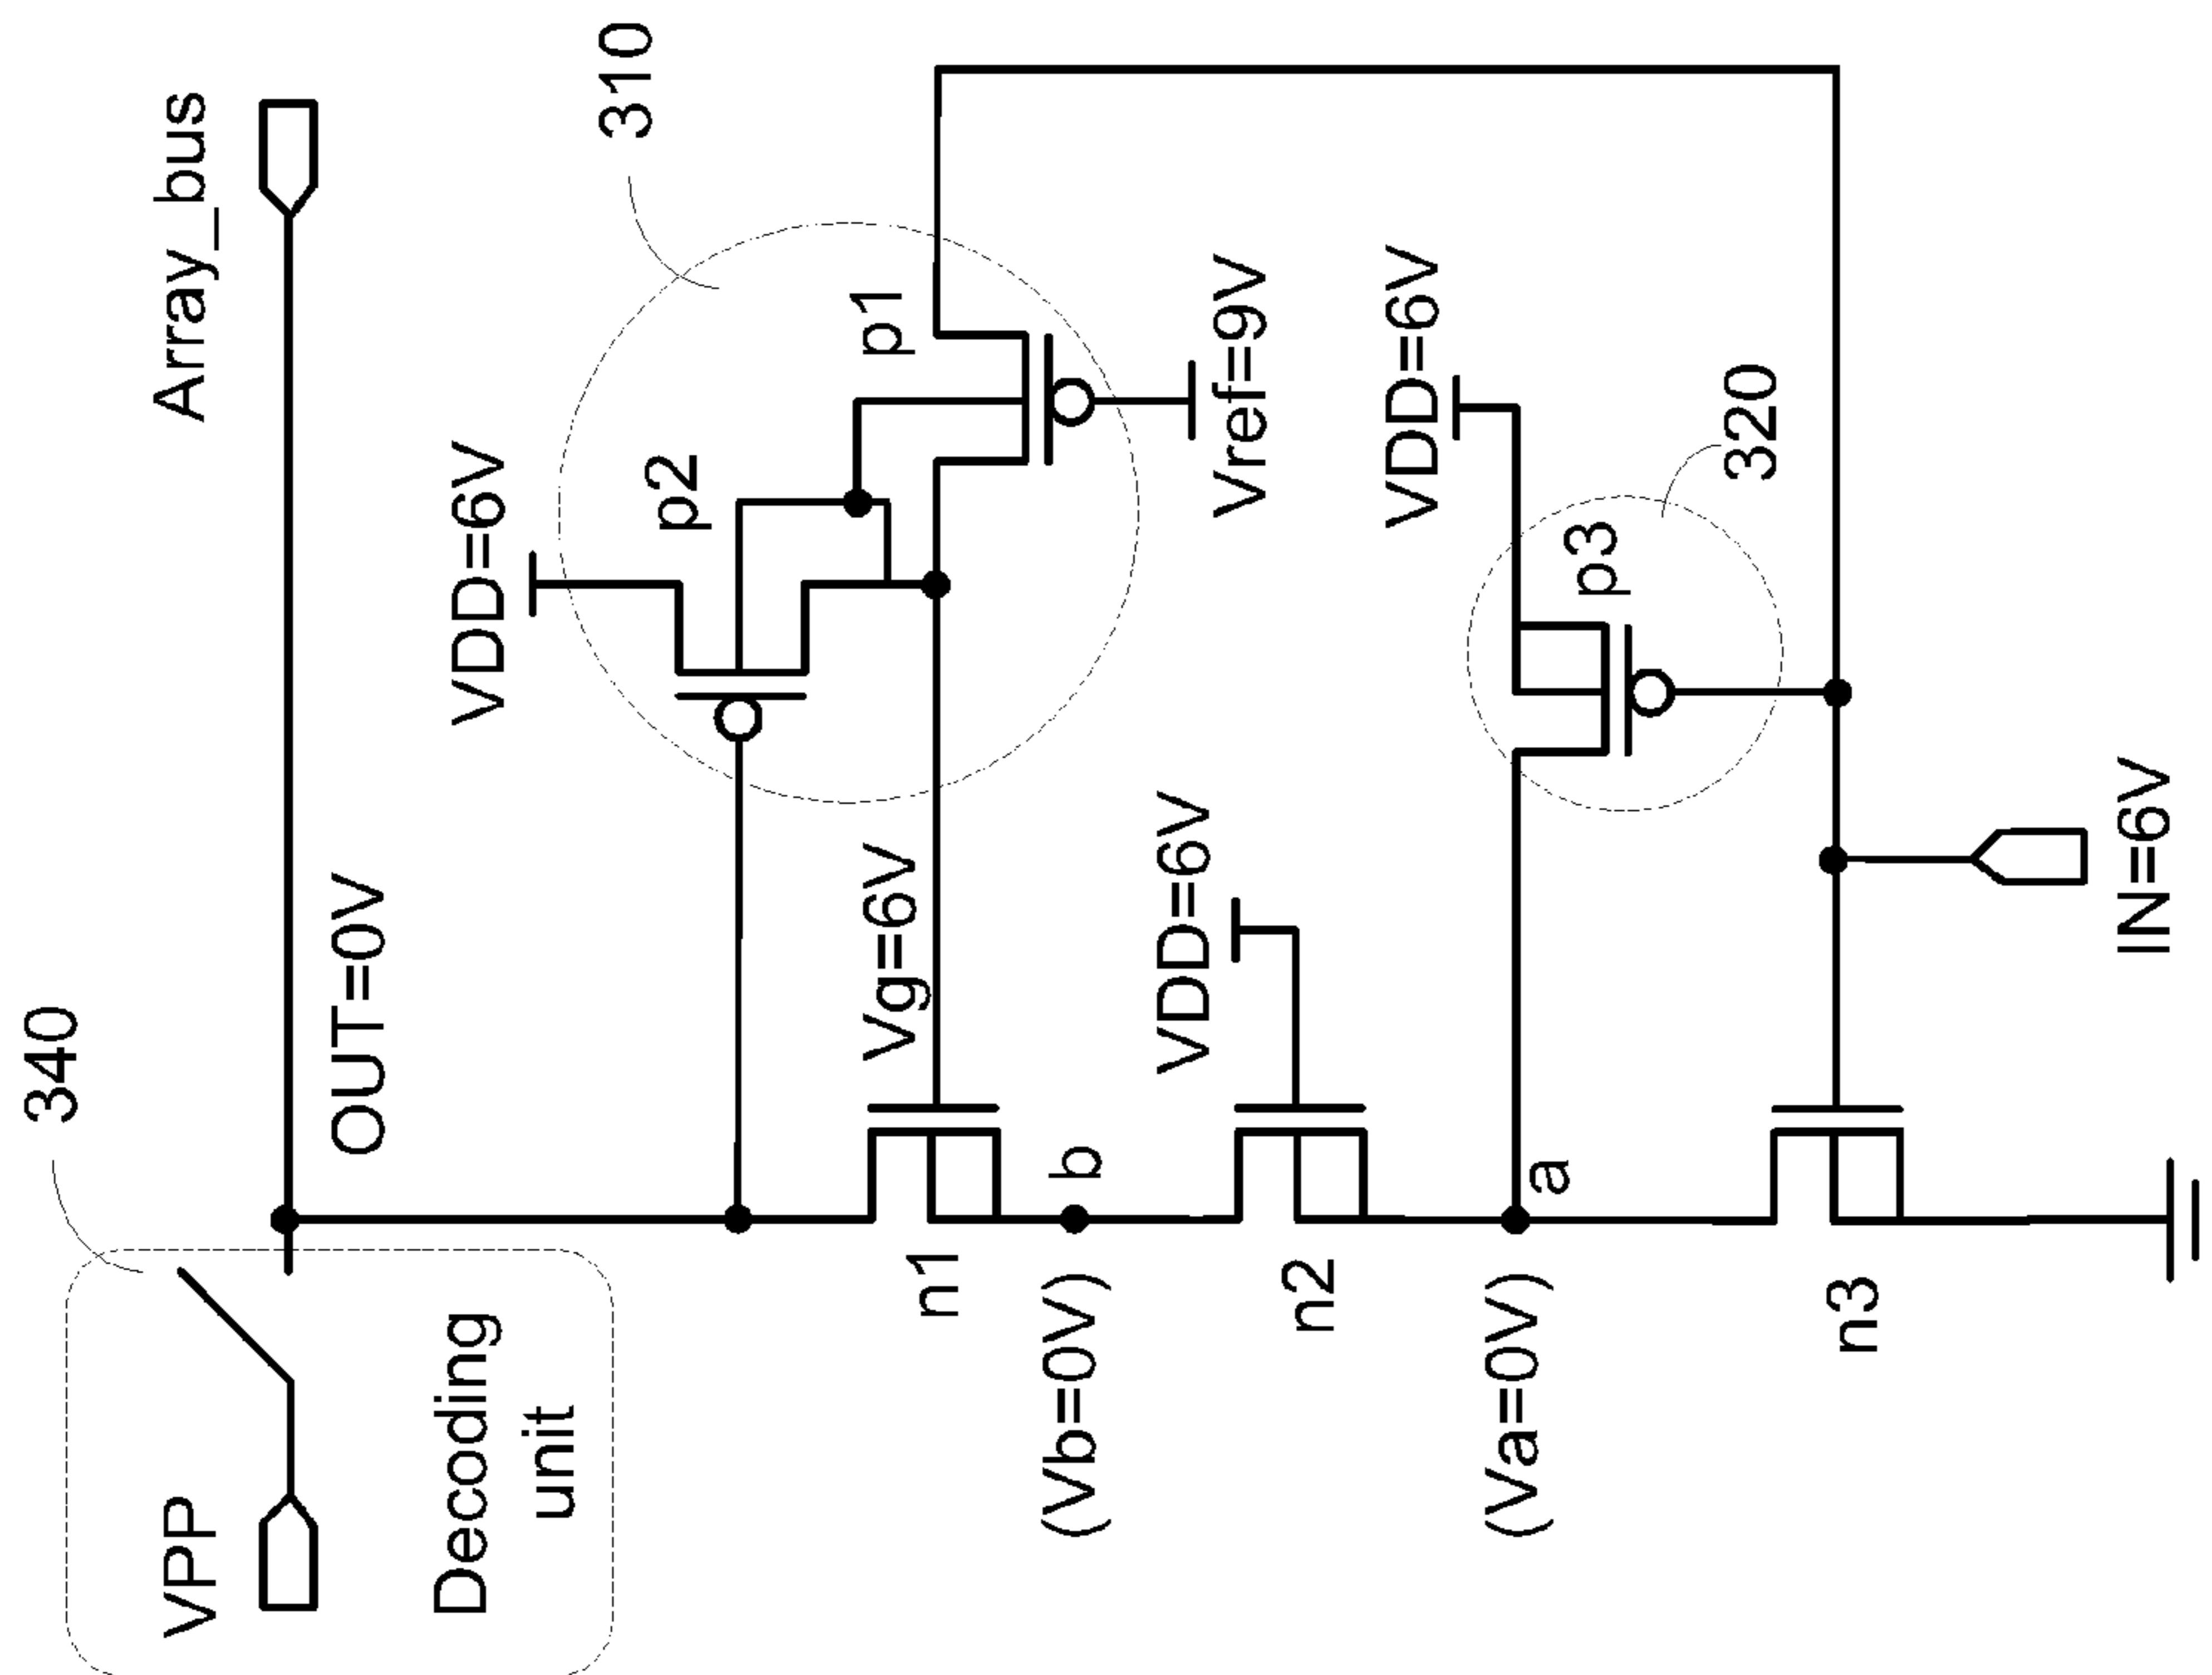 340
VPP
Decoding
unit
OUT=0V
Array_bus
VDD=6V
p2
310
p1
Vref=9V
Vg=6V
n1
b
(Vb=0V)
VDD=6V
n2
VDD=6V
p3
320
a
(Va=0V)
n3
IN=6V